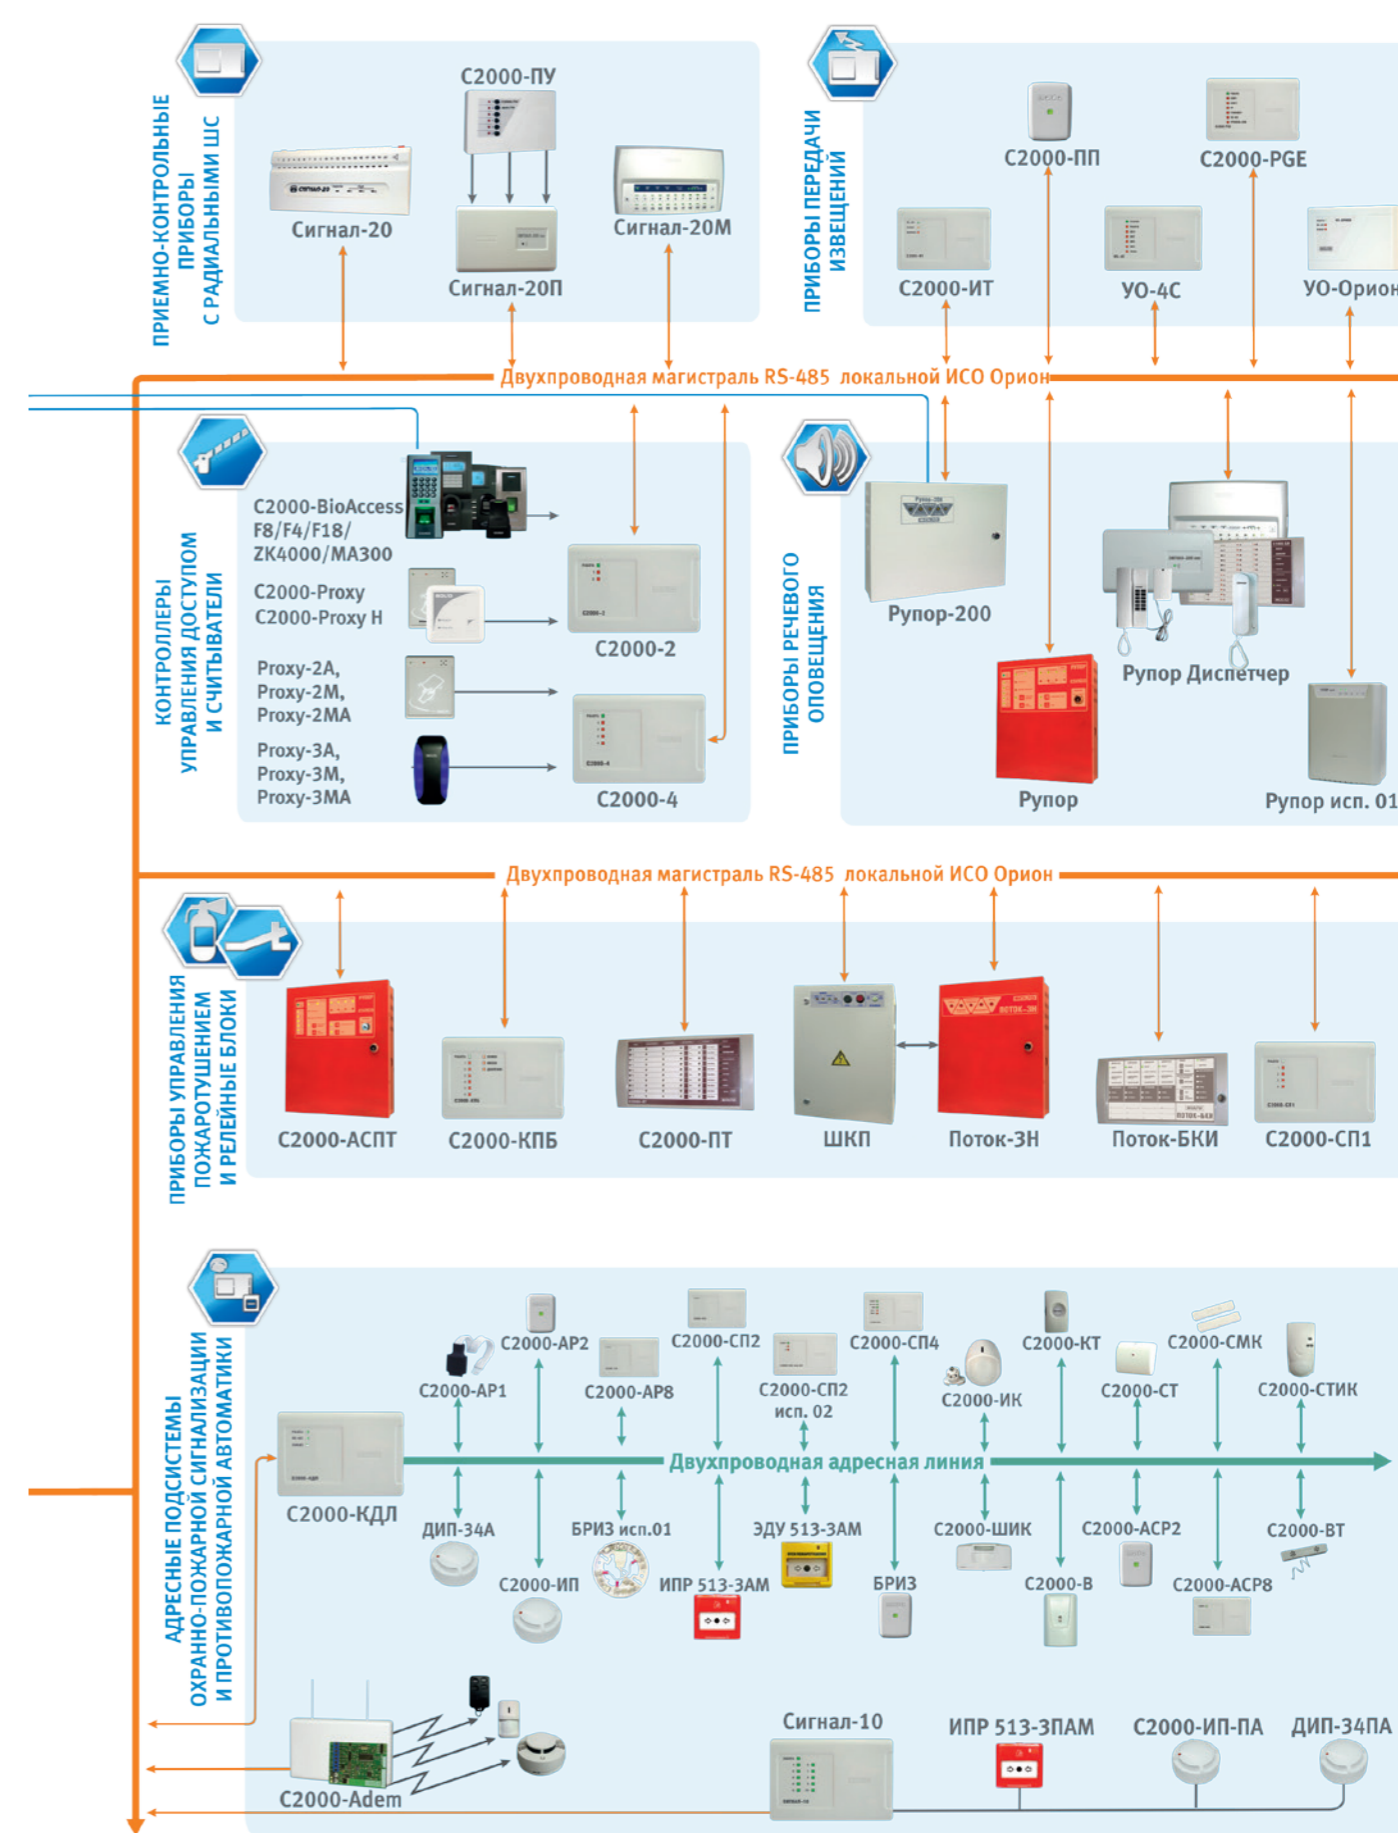 ПРИЕМНО-КОНТРОЛЬНЫЕ
ПРИБОРЫ
С РАДИАЛЬНЫМИ ШС
С2000-ПУ
Сигнал-20
Сигнал-20П
Сигнал-20М
ПРИБОРЫ ПЕРЕДАЧИ
ИЗВЕЩЕНИЙ
С2000-ПП
С2000-PGE
С2000-ИТ
УО-4С
УО-Орион
Двухпроводная магистраль RS-485 локальной ИСО Орион
КОНТРОЛЛЕРЫ
УПРАВЛЕНИЯ ДОСТУПОМ
И СЧИТЫВАТЕЛИ
С2000-BioAccess
F8/F4/F18/
ZK4000/MA300
С2000-Proxy
С2000-Proxy H
Proxy-2A,
Proxy-2M,
Proxy-2MA
Proxy-3A,
Proxy-3M,
Proxy-3MA
С2000-2
С2000-4
ПРИБОРЫ РЕЧЕВОГО
ОПОВЕЩЕНИЯ
Рупор-200
Рупор
Рупор Диспетчер
Рупор исп. 01
Двухпроводная магистраль RS-485 локальной ИСО Орион
ПРИБОРЫ УПРАВЛЕНИЯ
ПОЖАРОТУШЕНИЕМ
И РЕЛЕЙНЫЕ БЛОКИ
ПОТОК-3Н
ПОТОК-БКИ
С2000-АСПТ
С2000-КПБ
С2000-ПТ
ШКП
Поток-3Н
Поток-БКИ
С2000-СП1
АДРЕСНЫЕ ПОДСИСТЕМЫ
ОХРАННО-ПОЖАРНОЙ СИГНАЛИЗАЦИИ
И ПРОТИВОПОЖАРНОЙ АВТОМАТИКИ
С2000-АР1
С2000-АР2
С2000-АР8
С2000-СП2
С2000-СП2
исп. 02
С2000-СП4
С2000-ИК
С2000-КТ
С2000-СТ
С2000-СМК
С2000-СТИК
Двухпроводная адресная линия
С2000-КДЛ
ДИП-34А
С2000-ИП
БРИЗ исп.01
ИПР 513-3АМ
ЭДУ 513-3АМ
БРИЗ
С2000-ШИК
С2000-В
С2000-АСР2
С2000-АСР8
С2000-ВТ
С2000-Adem
Сигнал-10
ИПР 513-3ПАМ
С2000-ИП-ПА
ДИП-34ПА